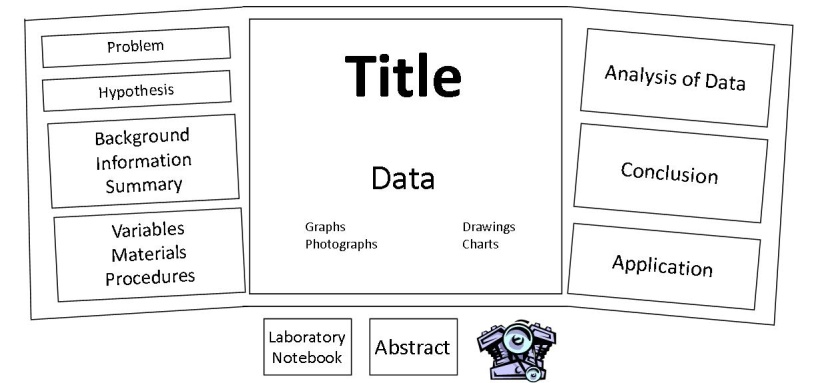 Problem
Hypothesis
Background
Information
Summary
Variables
Materials
Procedures
Title
Data
Graphs
Photographs
Drawings
Charts
Analysis of Data
Conclusion
Application
Laboratory
Notebook
Abstract